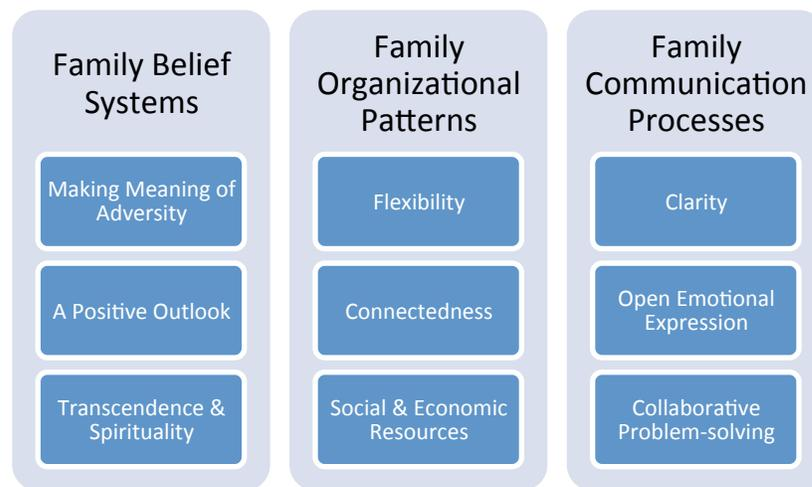 Family Belief
Systems
Making Meaning of
Adversity
A Positive Outlook
Transcendence &
Spirituality
Family
Organizational
Patterns
Flexibility
Connectedness
Social & Economic
Resources
Family
Communication
Processes
Clarity
Open Emotional
Expression
Collaborative
Problem-solving